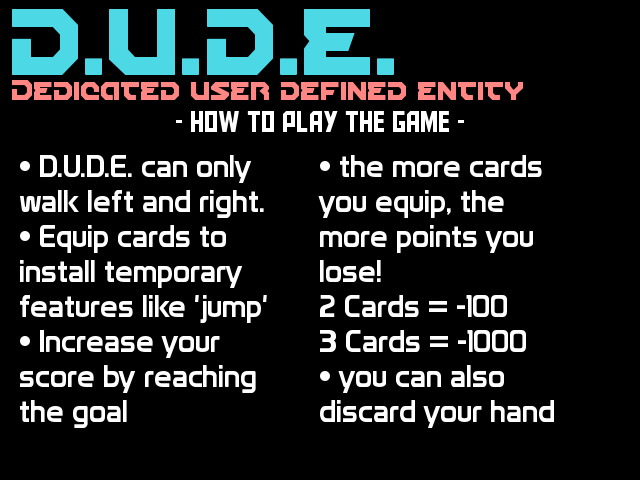 D.U.D.E.
Dedicated user defined entity
- HOW TO PLAY THE GAME -
• D.U.D.E. can only
walk left and right.
• Equip cards to
install temporary
features like 'jump'
• Increase your
score by reaching
the goal
• the more cards
you equip, the
more points you
lose!
2 Cards = -100
3 Cards = -1000
• you can also
discard your hand